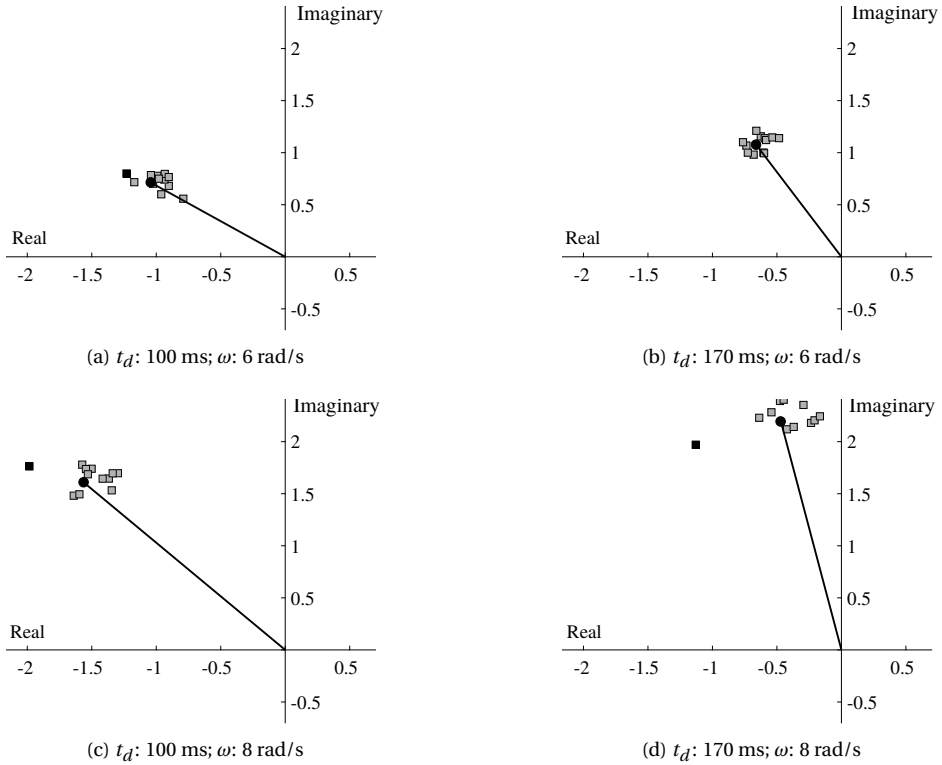 Imaginary
2
1.5
1
0.5
Real
-2 -1.5 -1 -0.5 0.5
-0.5
(a) t_d: 100 ms; ω: 6 rad/s
Imaginary
2
1.5
1
0.5
Real
-2 -1.5 -1 -0.5 0.5
-0.5
(b) t_d: 170 ms; ω: 6 rad/s
Imaginary
2
1.5
1
0.5
Real
-2 -1.5 -1 -0.5 0.5
-0.5
(c) t_d: 100 ms; ω: 8 rad/s
Imaginary
2
1.5
1
0.5
Real
-2 -1.5 -1 -0.5 0.5
-0.5
(d) t_d: 170 ms; ω: 8 rad/s